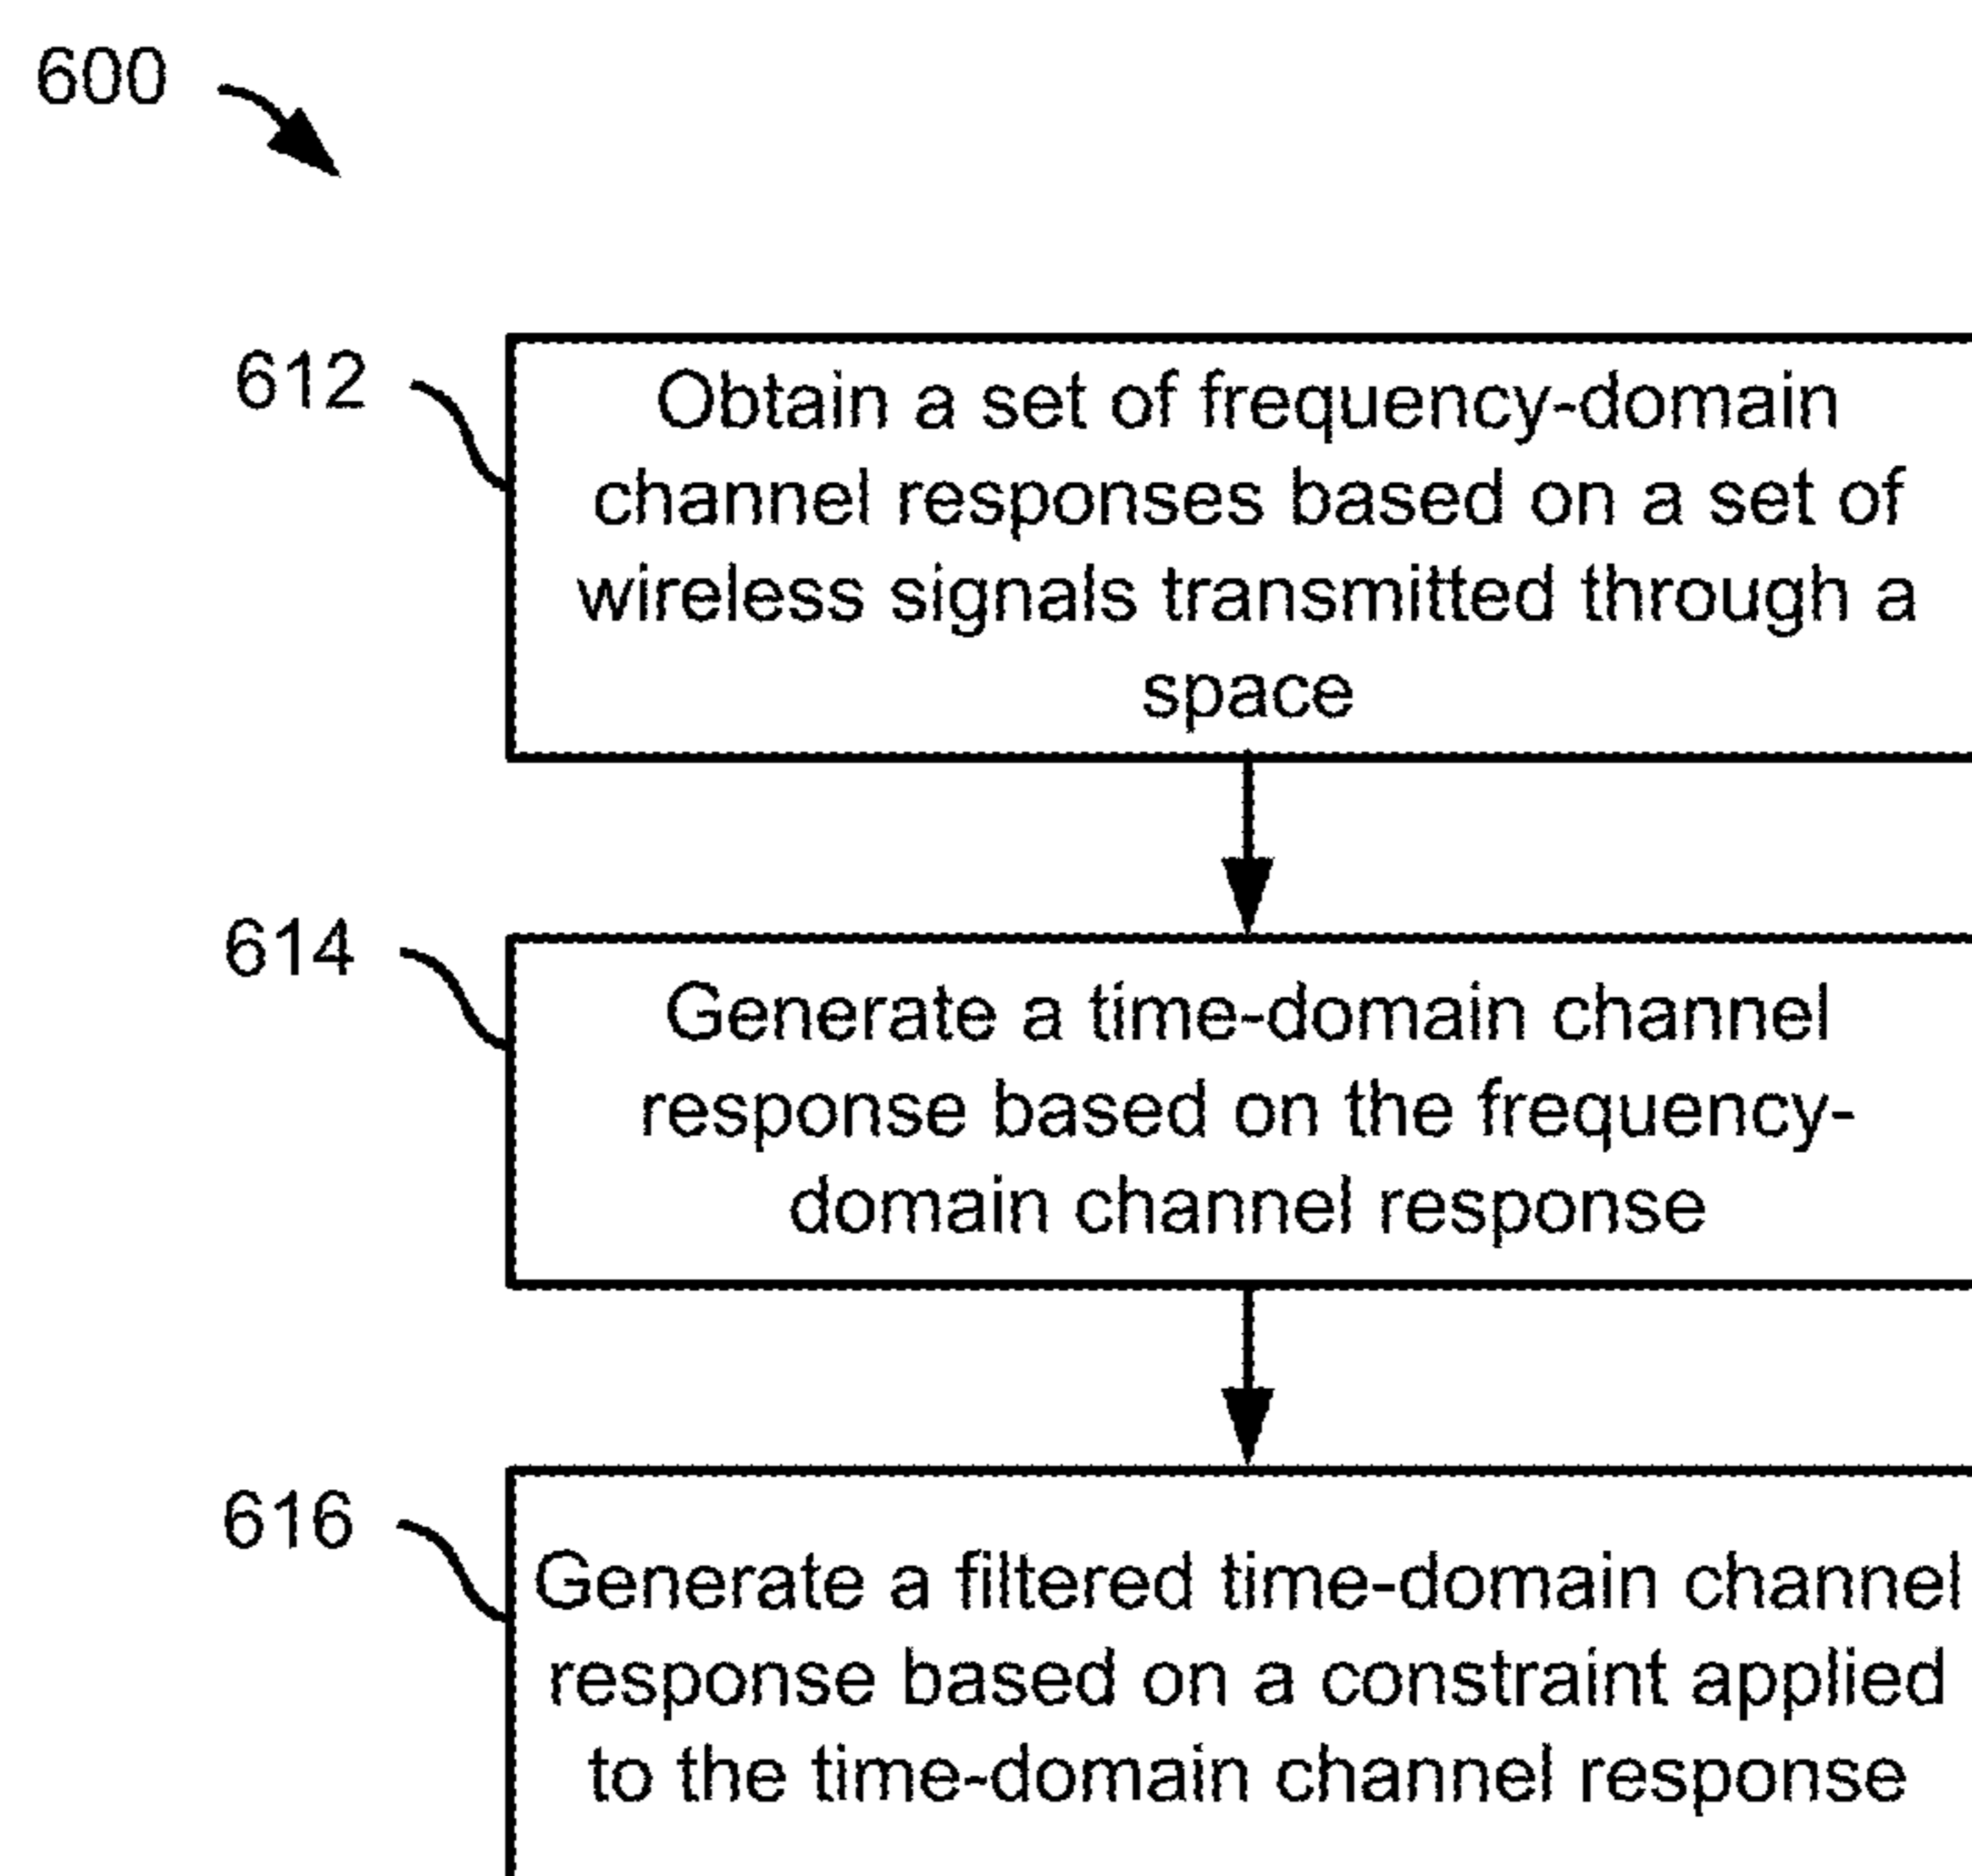 600
612
Obtain a set of frequency-domain
channel responses based on a set of
wireless signals transmitted through a
space
614
Generate a time-domain channel
response based on the frequency-
domain channel response
616
Generate a filtered time-domain channel
response based on a constraint applied
to the time-domain channel response